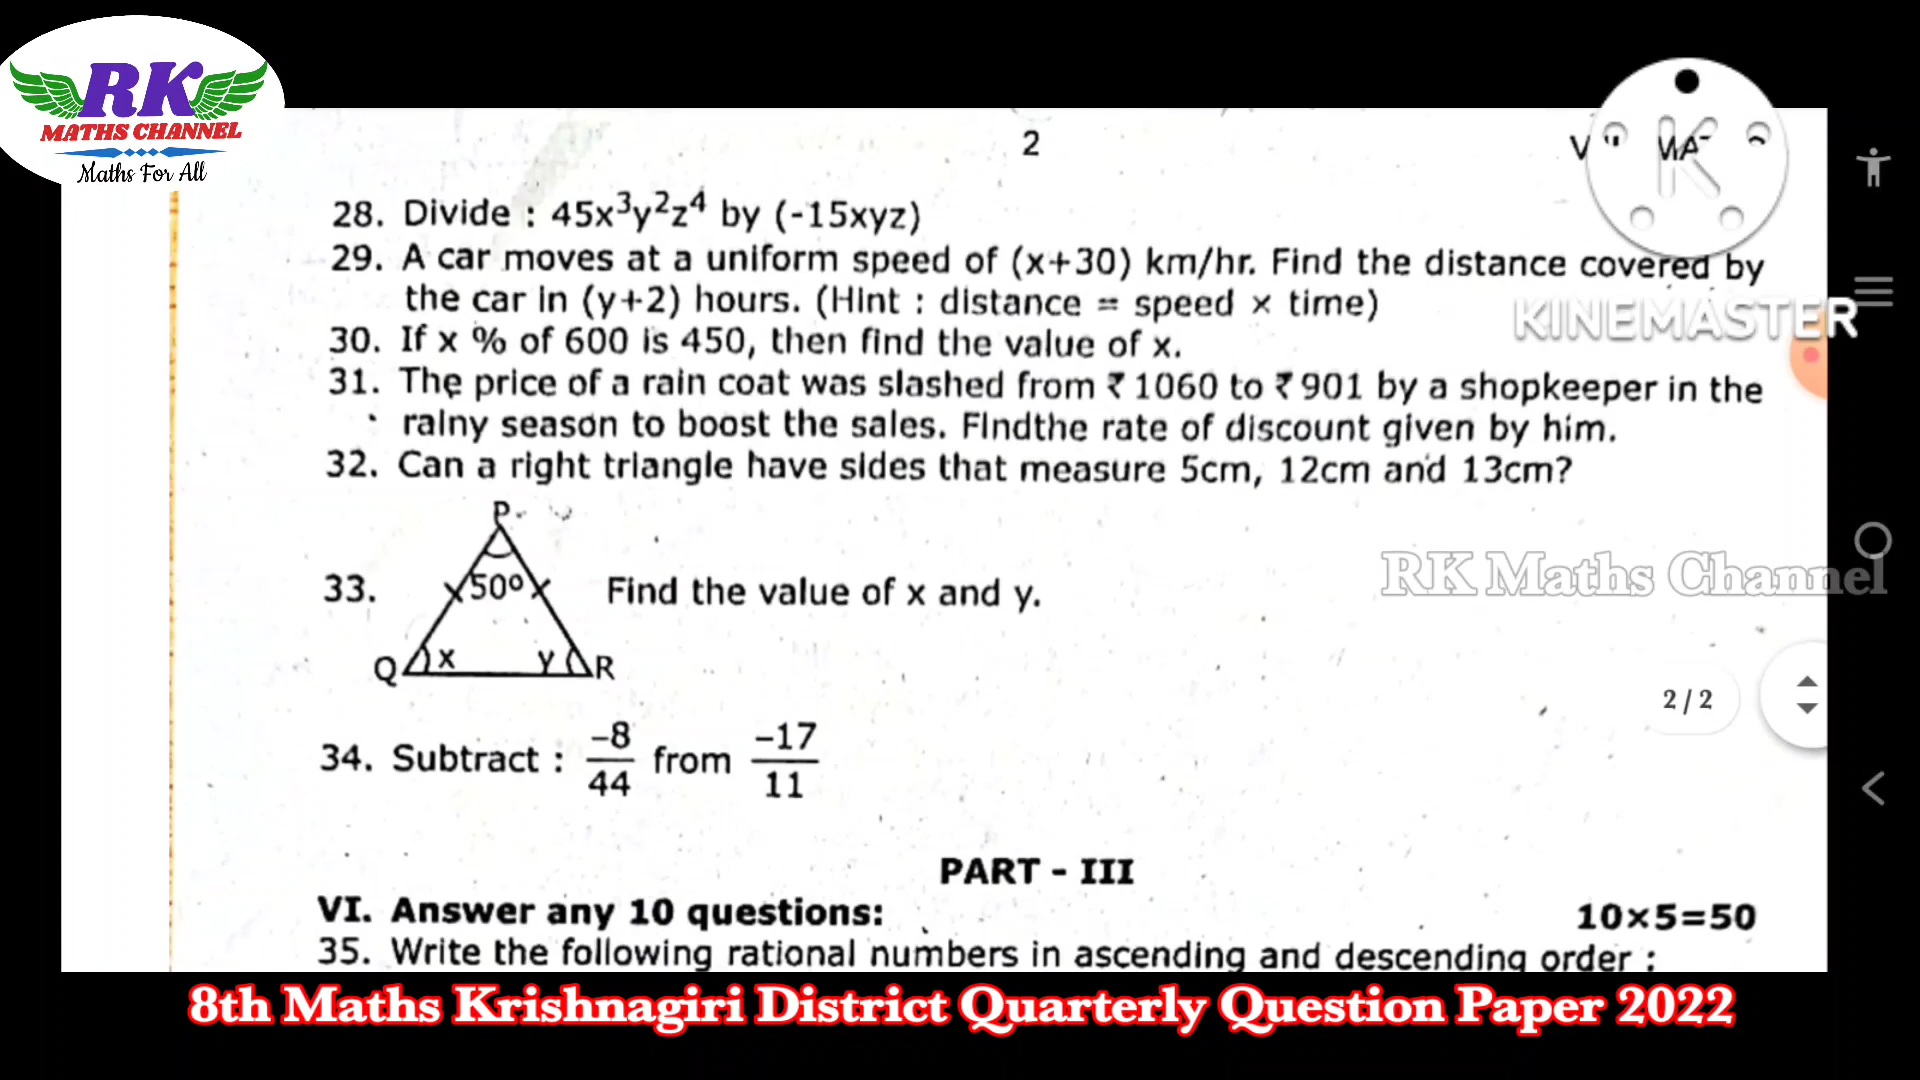 RK
MATHS CHANNEL
Maths For All
2
K
28. Divide : 45x³y²z⁴ by (-15xyz)
29. A car moves at a uniform speed of (x+30) km/hr. Find the distance covered by
the car in (y+2) hours. (Hint : distance = speed × time)
KINEMASTER
30. If x % of 600 is 450, then find the value of x.
31. The price of a rain coat was slashed from ₹ 1060 to ₹ 901 by a shopkeeper in the
rainy season to boost the sales. Findthe rate of discount given by him.
32. Can a right triangle have sides that measure 5cm, 12cm and 13cm?
P
33. 50° Find the value of x and y.
RK Maths Channel
Q x y R
2 / 2
34. Subtract : -8/44 from -17/11
PART - III
VI. Answer any 10 questions: 10×5=50
35. Write the following rational numbers in ascending and descending order :
8th Maths Krishnagiri District Quarterly Question Paper 2022